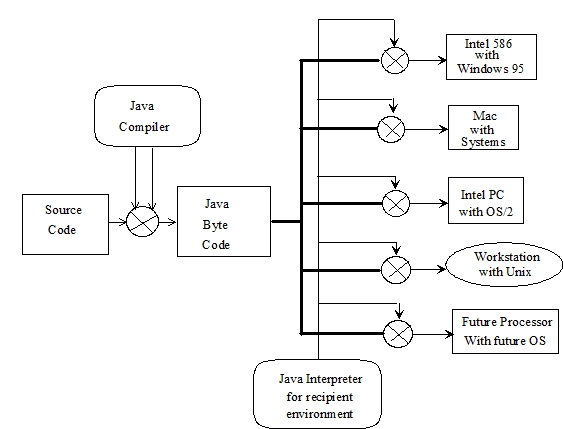 Java
Compiler
Source
Code
Java
Byte
Code
Intel 586
with
Windows 95
Mac
with
Systems
Intel PC
with OS/2
Workstation
with Unix
Future Processor
With future OS
Java Interpreter
for recipient
environment